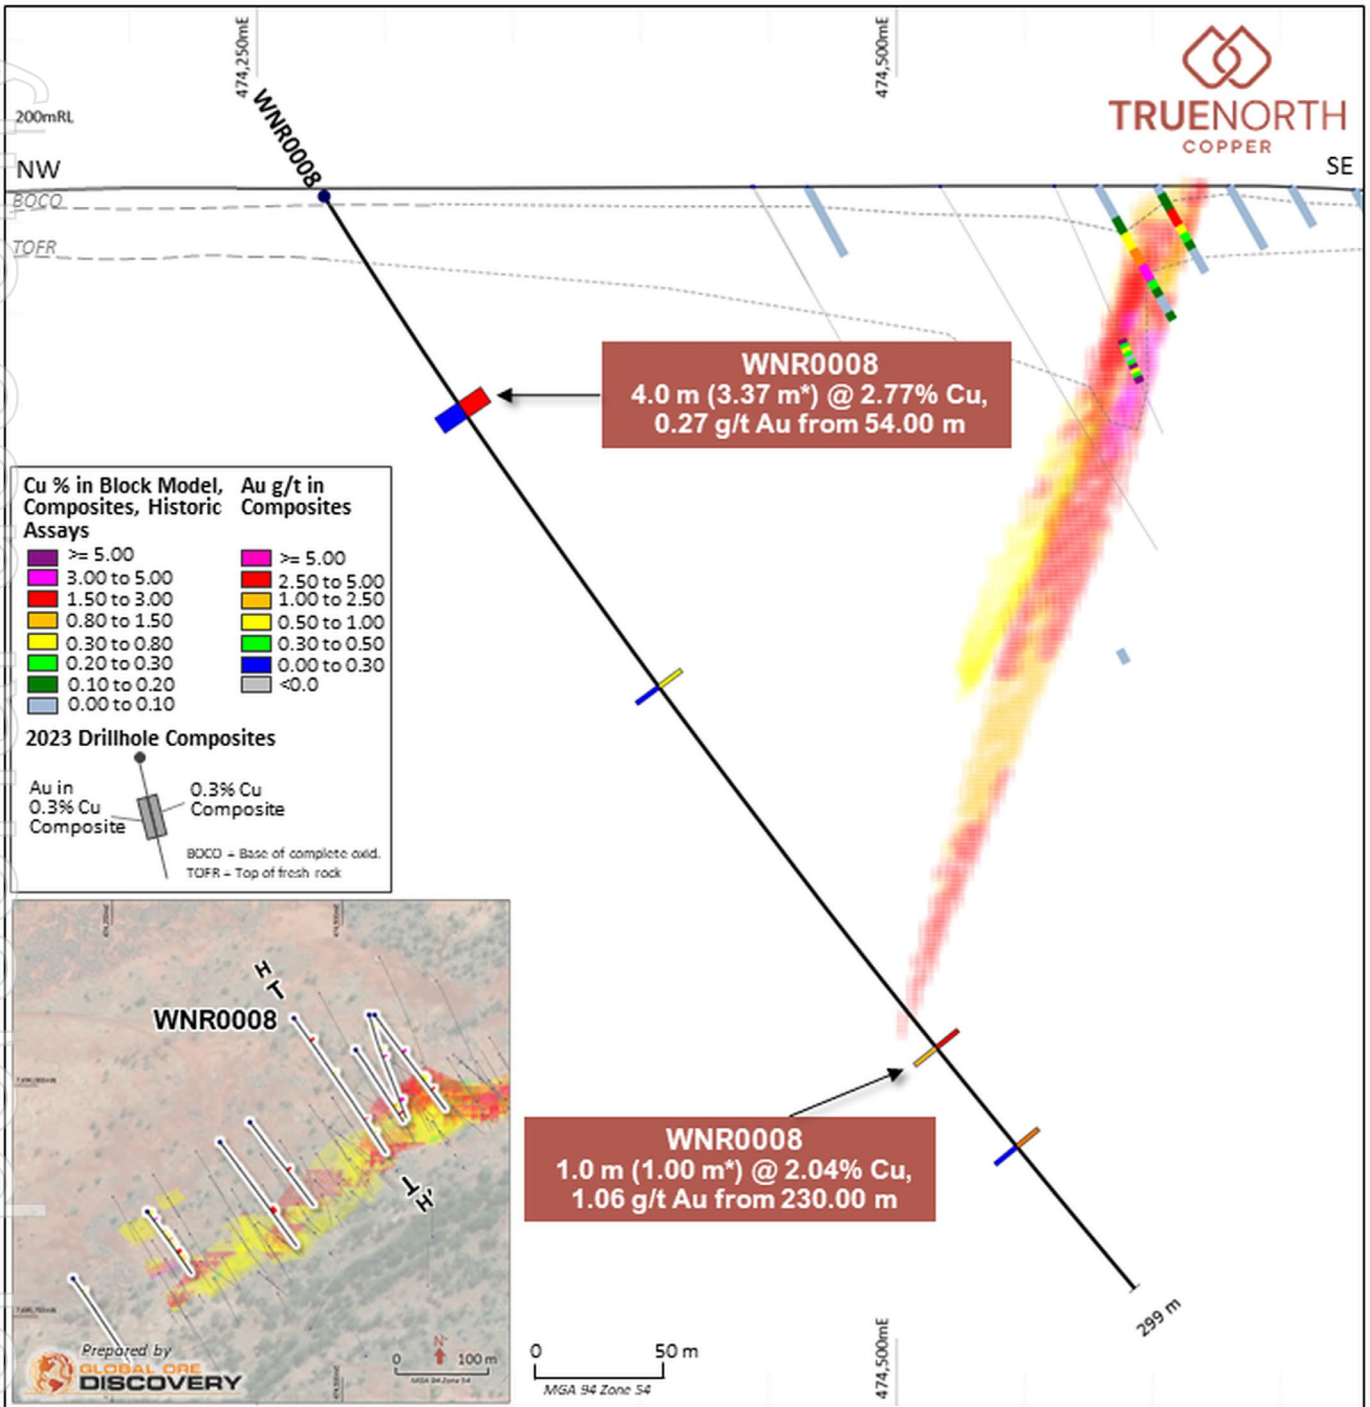 474,250mE
474,500mE
WNR0008
200mRL
TRUENORTH
COPPER
NW
SE
BOCO
TOFR
WNR0008
4.0 m (3.37 m*) @ 2.77% Cu,
0.27 g/t Au from 54.00 m
Cu % in Block Model,
Composites, Historic
Assays
>= 5.00
3.00 to 5.00
1.50 to 3.00
0.80 to 1.50
0.30 to 0.80
0.20 to 0.30
0.10 to 0.20
0.00 to 0.10
Au g/t in
Composites
>= 5.00
2.50 to 5.00
1.00 to 2.50
0.50 to 1.00
0.30 to 0.50
0.00 to 0.30
<0.0
2023 Drillhole Composites
Au in
0.3% Cu
Composite
0.3% Cu
Composite
BOCO = Base of complete oxid.
TOFR = Top of fresh rock
H
WNR0008
H'
Prepared by
GLOBAL ORE
DISCOVERY
N
0 100 m
MGA 94 Zone 54
WNR0008
1.0 m (1.00 m*) @ 2.04% Cu,
1.06 g/t Au from 230.00 m
299 m
0 50 m
MGA 94 Zone 54
474,500mE